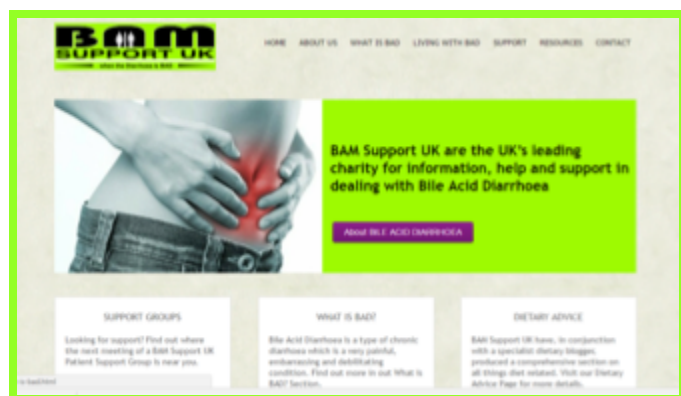 BAM
SUPPORT UK
when the Diarrhoea is BAD
HOME ABOUT US WHAT IS BAD LIVING WITH BAD SUPPORT RESOURCES CONTACT
BAM Support UK are the UK's leading
charity for information, help and support in
dealing with Bile Acid Diarrhoea
About BILE ACID DIARRHOEA
SUPPORT GROUPS
Looking for support? Find out where
the next meeting of a BAM Support UK
Patient Support Group is near you.
WHAT IS BAD?
Bile Acid Diarrhoea is a type of chronic
diarrhoea which is a very painful,
embarrassing and debilitating
condition. Find out more in out What is
BAD? Section.
DIETARY ADVICE
BAM Support UK have, in conjunction
with a specialist dietary blogger,
produced a comprehensive section on
all things diet related. Visit our Dietary
Advice Page for more details.